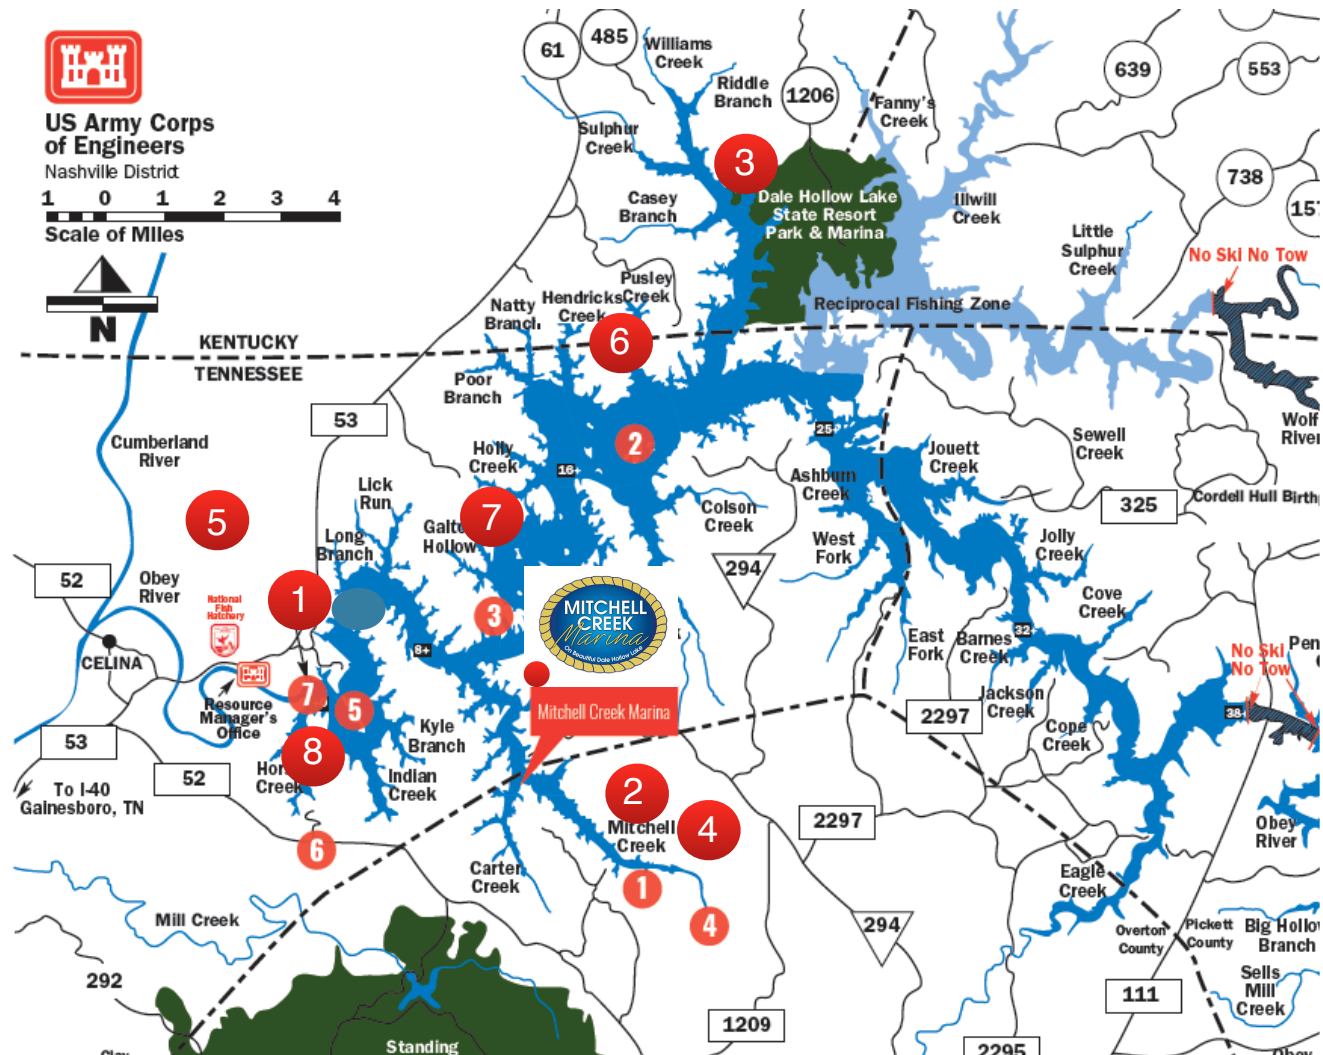 61
485
Williams
Creek
Riddle
Branch
1206
639
553
Fanny's
Creek
US Army Corps
of Engineers
Nashville District
Sulphur
Creek
3
738
1 0 1 2 3 4
Scale of Miles
Casey
Branch
Dale Hollow Lake
State Resort
Park & Marina
Illwill
Creek
Little
Sulphur
Creek
No Ski No Tow
N
Pusley
Creek
Hendricks
Creek
Natty
Branch
Reciprocal Fishing Zone
KENTUCKY
TENNESSEE
6
Poor
Branch
53
Wolf
River
Cumberland
River
2
25+
Holly
Creek
16+
Jouett
Creek
Sewell
Creek
Ashburn
Creek
Lick
Run
325
Cordell Hull Birth
5
7
Colson
Creek
Long
Branch
Hollow
West
Fork
Jolly
Creek
294
52
Obey
River
National
Fish
Hatchery
1
MITCHELL
CREEK
Marina
On Beautiful Dale Hollow Lake
3
Cove
Creek
32
8+
East
Fork
Barnes
Creek
CELINA
No Ski
No Tow
7
5
Resource
Manager's
Office
Mitchell Creek Marina
Jackson
Creek
2297
38+
53
Kyle
Branch
Cope
Creek
8
52
Creek
Indian
Creek
To I-40
Gainesboro, TN
2
4
Mitchell
Creek
2297
Obey
River
6
Carter
Creek
1
Eagle
Creek
4
Mill Creek
294
Overton
County
Pickett
County
Branch
292
Sells
Mill
Creek
111
1209
Standing
2295